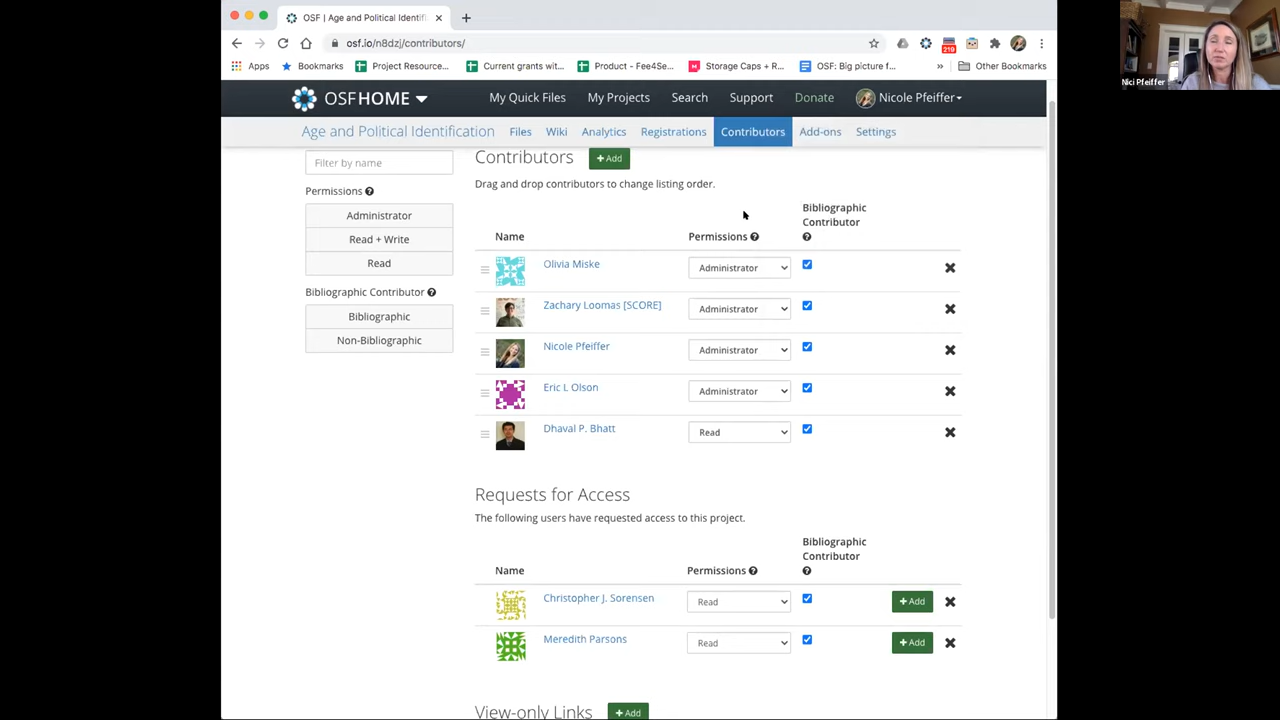 OSF | Age and Political Identifi
osf.io/n8dzj/contributors/
219
Apps
Bookmarks
Project Resource...
Current grants wit...
Product - Fee4Se...
Storage Caps + R...
OSF: Big picture f...
»
Other Bookmarks
OSFHOME
My Quick Files
My Projects
Search
Support
Donate
Nicole Pfeiffer
Age and Political Identification
Files
Wiki
Analytics
Registrations
Contributors
Add-ons
Settings
Filter by name
Permissions
Administrator
Read + Write
Read
Bibliographic Contributor
Bibliographic
Non-Bibliographic
Contributors
+ Add
Drag and drop contributors to change listing order.
Name
Permissions
Bibliographic
Contributor
Olivia Miske
Administrator
Zachary Loomas [SCORE]
Administrator
Nicole Pfeiffer
Administrator
Eric L Olson
Administrator
Dhaval P. Bhatt
Read
Requests for Access
The following users have requested access to this project.
Name
Permissions
Bibliographic
Contributor
Christopher J. Sorensen
Read
+ Add
Meredith Parsons
Read
+ Add
View-only Links
+ Add
Nici Pfeiffer